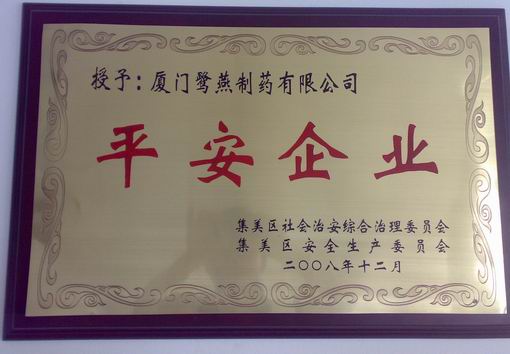 授予：厦门鹭燕制药有限公司
平安企业
集美区社会治安综合治理委员会
集美区安全生产委员会
二〇〇八年十二月